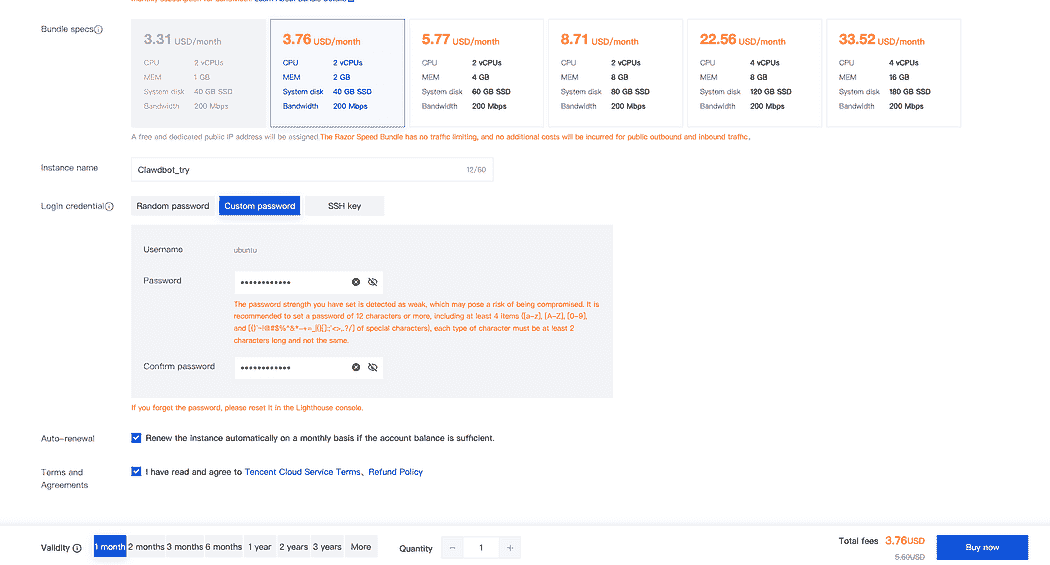 Bundle specs
3.31 USD/month
CPU 2 vCPUs
MEM 1 GB
System disk 40 GB SSD
Bandwidth 200 Mbps
3.76 USD/month
CPU 2 vCPUs
MEM 2 GB
System disk 40 GB SSD
Bandwidth 200 Mbps
5.77 USD/month
CPU 2 vCPUs
MEM 4 GB
System disk 60 GB SSD
Bandwidth 200 Mbps
8.71 USD/month
CPU 2 vCPUs
MEM 8 GB
System disk 80 GB SSD
Bandwidth 200 Mbps
22.56 USD/month
CPU 4 vCPUs
MEM 8 GB
System disk 120 GB SSD
Bandwidth 200 Mbps
33.52 USD/month
CPU 4 vCPUs
MEM 16 GB
System disk 180 GB SSD
Bandwidth 200 Mbps
A free and dedicated public IP address will be assigned.The Razor Speed Bundle has no traffic limiting, and no additional costs will be incurred for public outbound and inbound traffic.
Instance name
Clawdbot_try 12/60
Login credential
Random password Custom password SSH key
Username ubuntu
Password ••••••••••••
The password strength you have set is detected as weak, which may pose a risk of being compromised. It is
recommended to set a password of 12 characters or more, including at least 4 items ([a-z], [A-Z], [0-9],
of special characters), each type of character must be at least 2
characters long and not the same.
Confirm password ••••••••••••
If you forget the password, please reset it in the Lighthouse console.
Auto-renewal Renew the instance automatically on a monthly basis if the account balance is sufficient.
Terms and
Agreements
I have read and agree to Tencent Cloud Service Terms、Refund Policy
Validity 1 month 2 months 3 months 6 months 1 year 2 years 3 years More
Quantity − 1 +
Total fees 3.76USD
5.60USD
Buy now